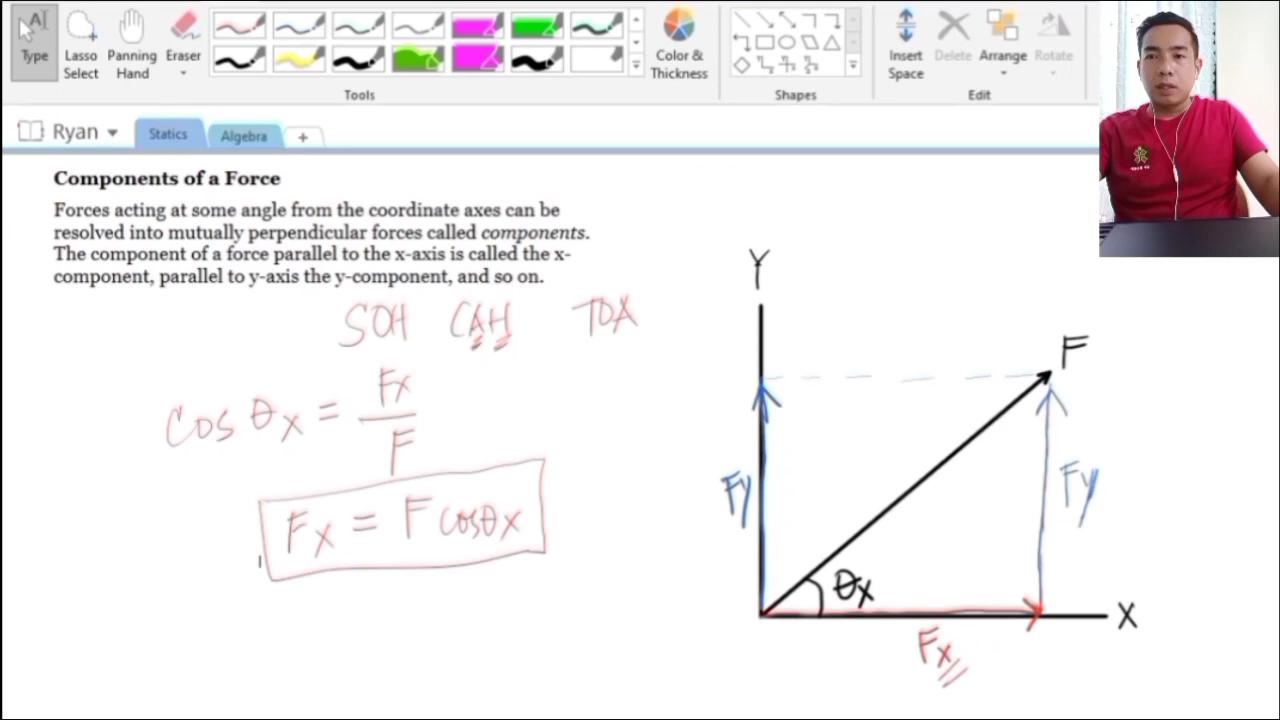 Type
Lasso Select
Panning Hand
Eraser
Color & Thickness
Insert Space
Delete
Arrange
Rotate
Tools
Shapes
Edit
Ryan
Statics
Algebra
+
Components of a Force
Forces acting at some angle from the coordinate axes can be
resolved into mutually perpendicular forces called components.
The component of a force parallel to the x-axis is called the x-
component, parallel to y-axis the y-component, and so on.
SOH CAH TOA
Cos θx = Fx / F
Fx = F cosθx
Y
F
Fy
Fy
θx
X
Fx